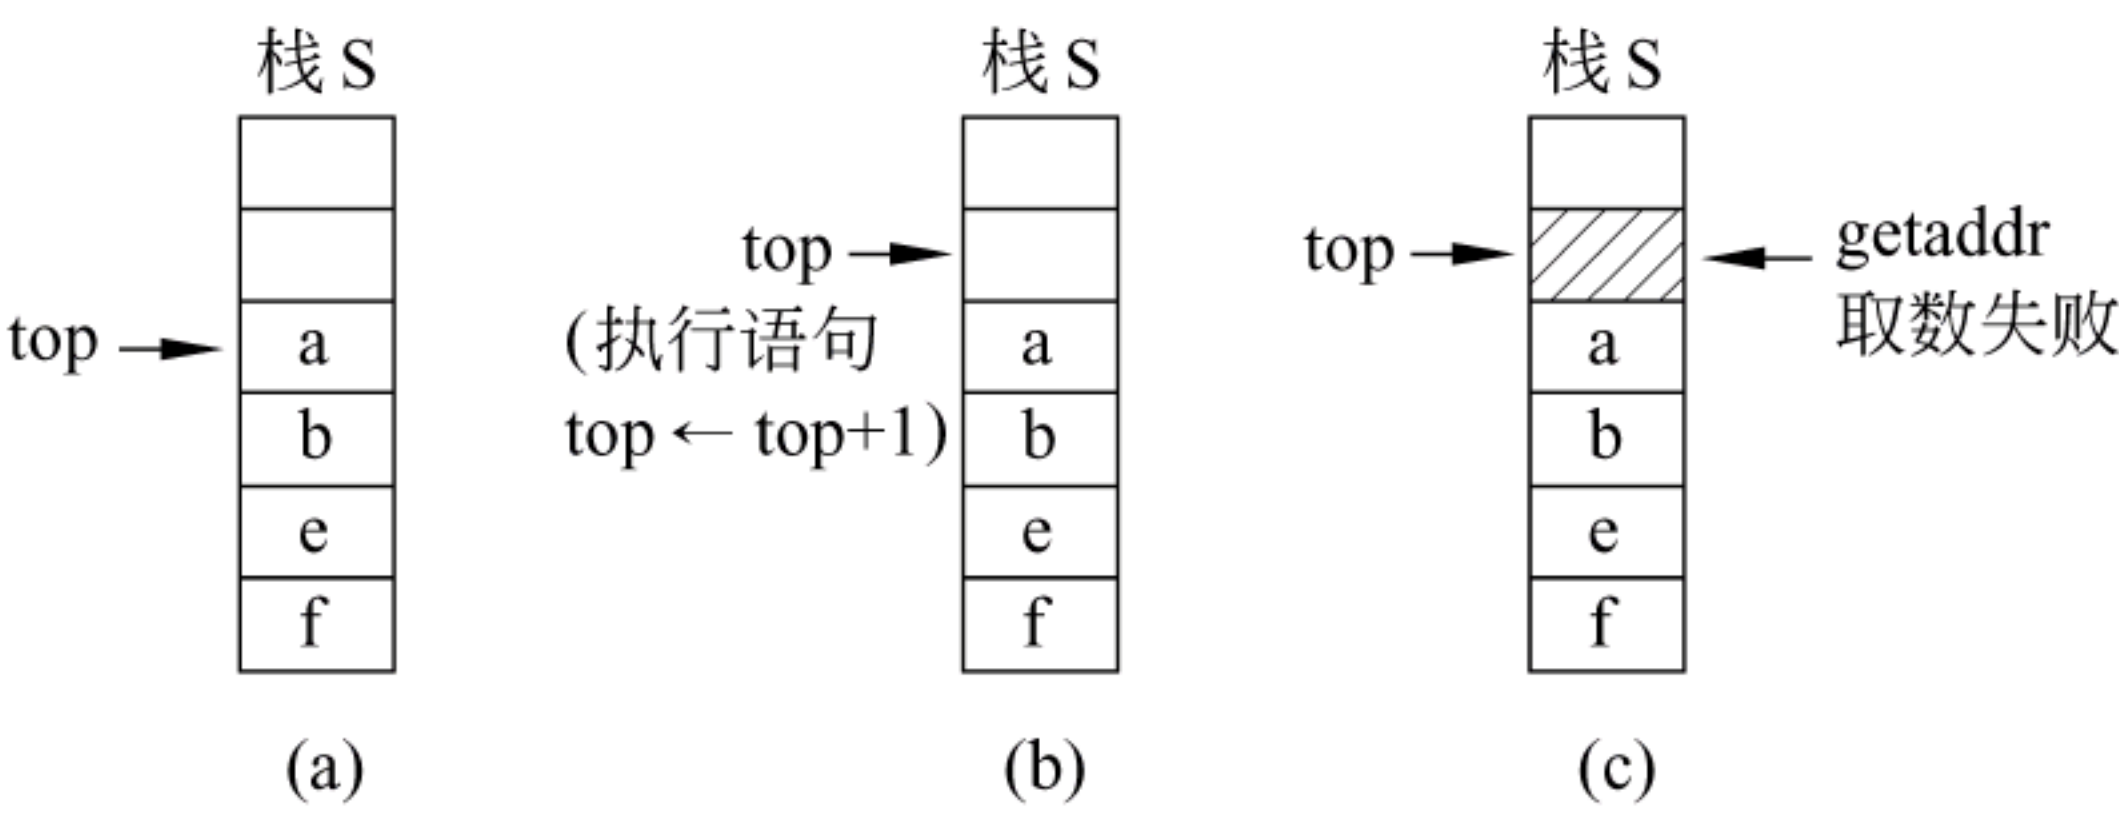 栈 S
top
a
b
e
f
(a)
栈 S
top
(执行语句
top ← top+1)
a
b
e
f
(b)
栈 S
top
a
b
e
f
getaddr
取数失败
(c)